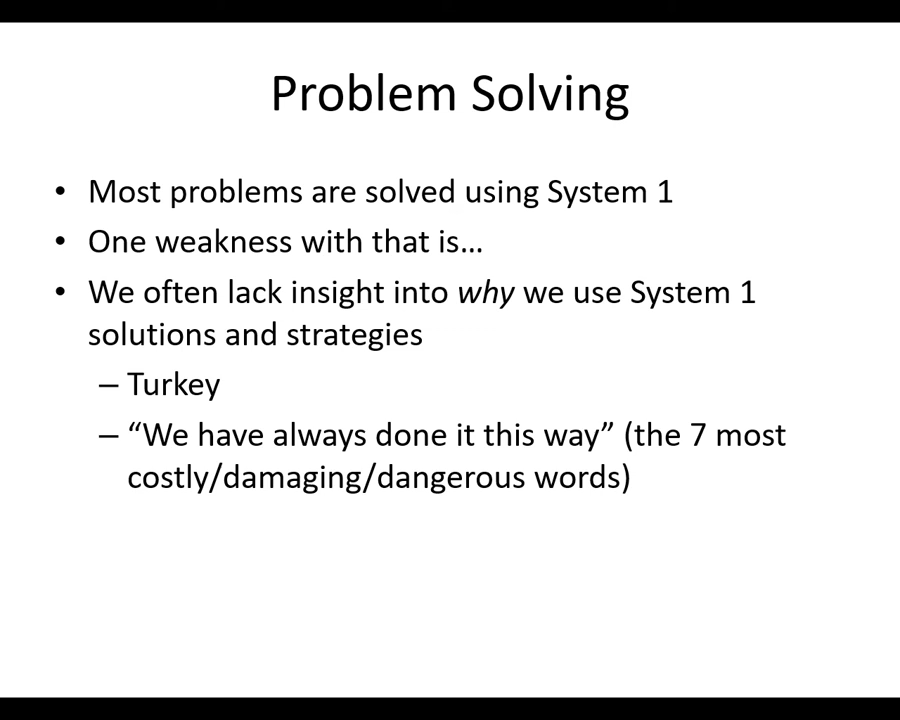 Problem Solving
• Most problems are solved using System 1
• One weakness with that is…
• We often lack insight into why we use System 1
solutions and strategies
– Turkey
– “We have always done it this way” (the 7 most
costly/damaging/dangerous words)